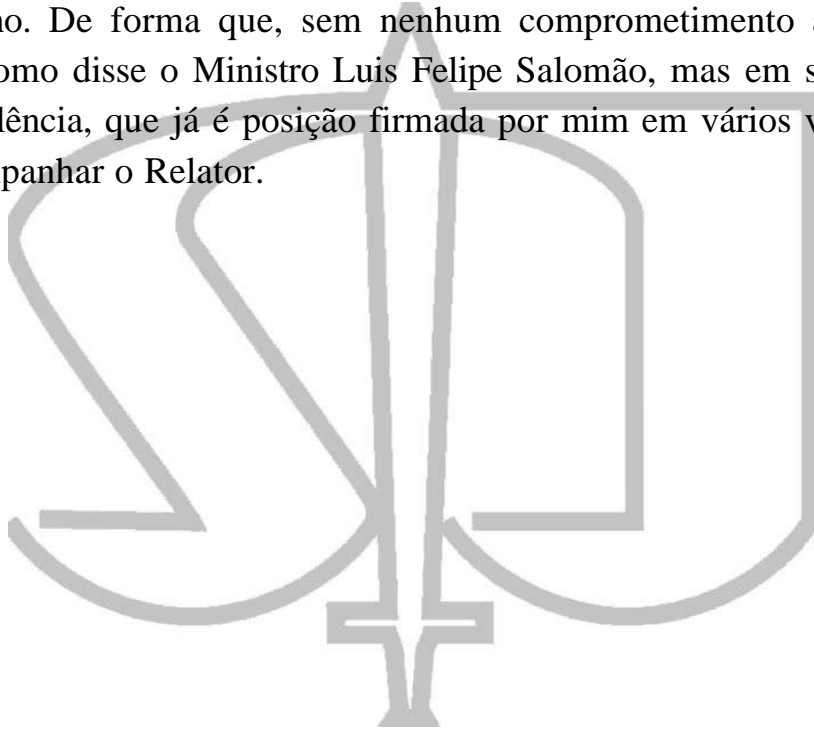 no. De forma que, sem nenhum comprometimento a
omo disse o Ministro Luis Felipe Salomão, mas em s
lência, que já é posição firmada por mim em vários v
panhar o Relator.